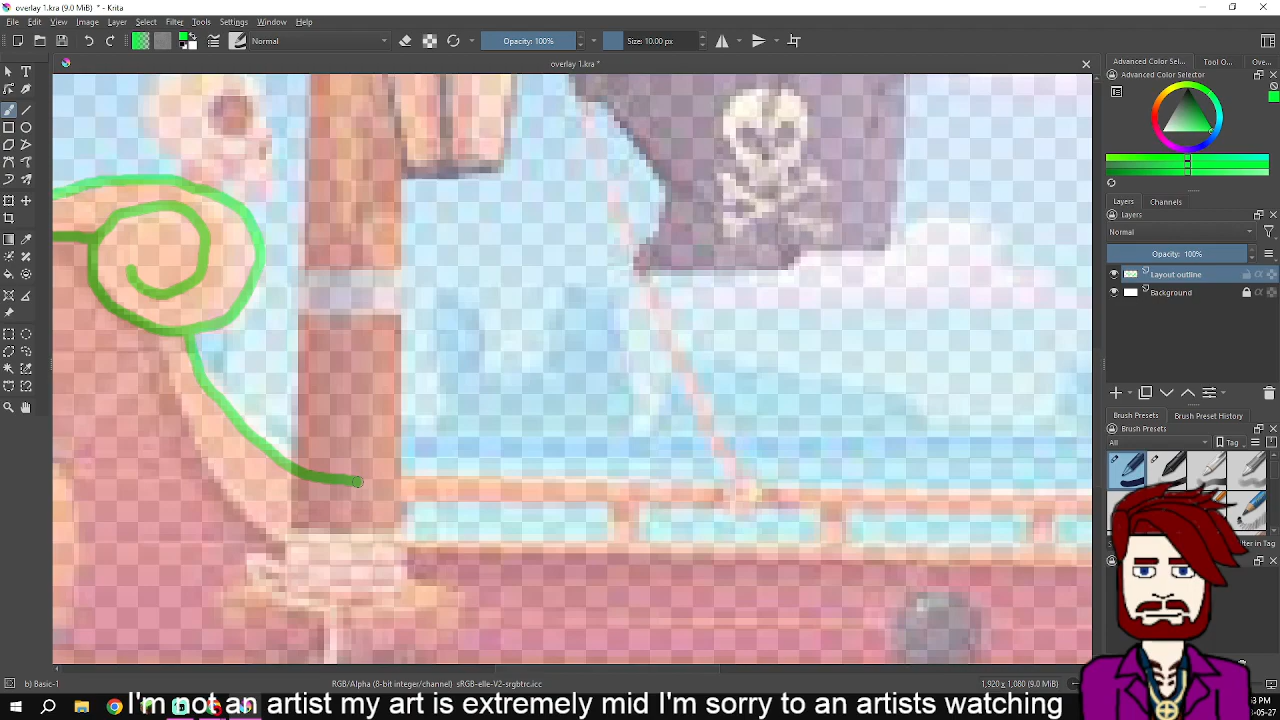 overlay 1.kra (9.0 MiB) * - Krita
File Edit View Image Layer Select Filter Tools Settings Window Help
Normal Opacity: 100% Size: 10.00 px
overlay 1.kra *
Advanced Color Sel... Tool O... Ove...
Advanced Color Selector
Layers Channels
Layers
Normal
Opacity: 100%
Layout outline
Background
Brush Presets Brush Preset History
Brush Presets
All Tag
in Tag
b) Basic-1 RGB/Alpha (8-bit integer/channel) sRGB-elle-V2-srgbtrc.icc 1,920 x 1,080 (9.0 MiB)
I'm not an artist my art is extremely mid I'm sorry to an artists watching